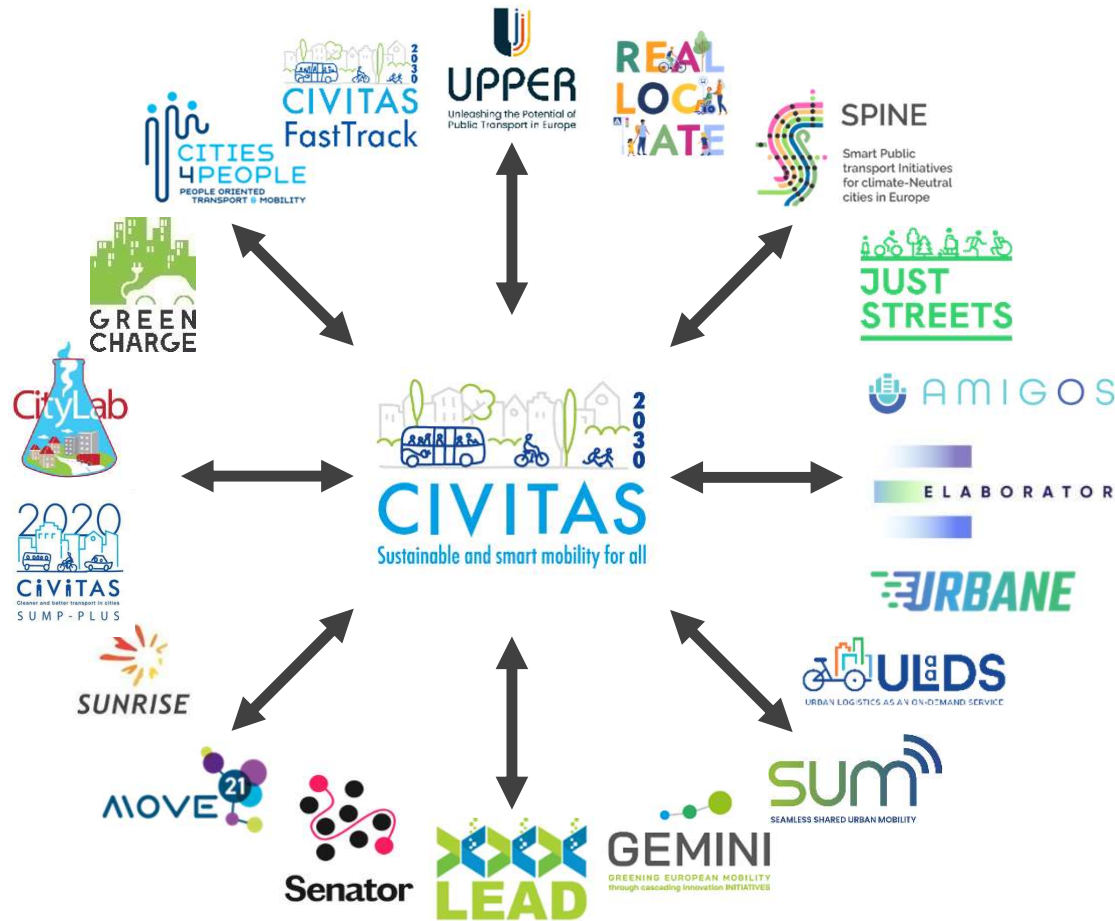 2030
CIVITAS
FastTrack
UPPER
Unleashing the Potential of
Public Transport in Europe
REAL
LOC
ATE
SPINE
Smart Public
transport Initiatives
for climate-Neutral
cities in Europe
CITIES
4PEOPLE
PEOPLE ORIENTED
TRANSPORT & MOBILITY
GREEN
CHARGE
JUST
STREETS
CityLab
AMIGOS
2030
CIVITAS
Sustainable and smart mobility for all
ELABORATOR
2020
CiViTAS
Cleaner and better transport in cities
SUMP-PLUS
URBANE
SUNRISE
ULaaDS
URBAN LOGISTICS AS AN ON-DEMAND SERVICE
MOVE
21
Senator
LEAD
GEMINI
GREENING EUROPEAN MOBILITY
through cascading innovation INITIATIVES
sum
SEAMLESS SHARED URBAN MOBILITY